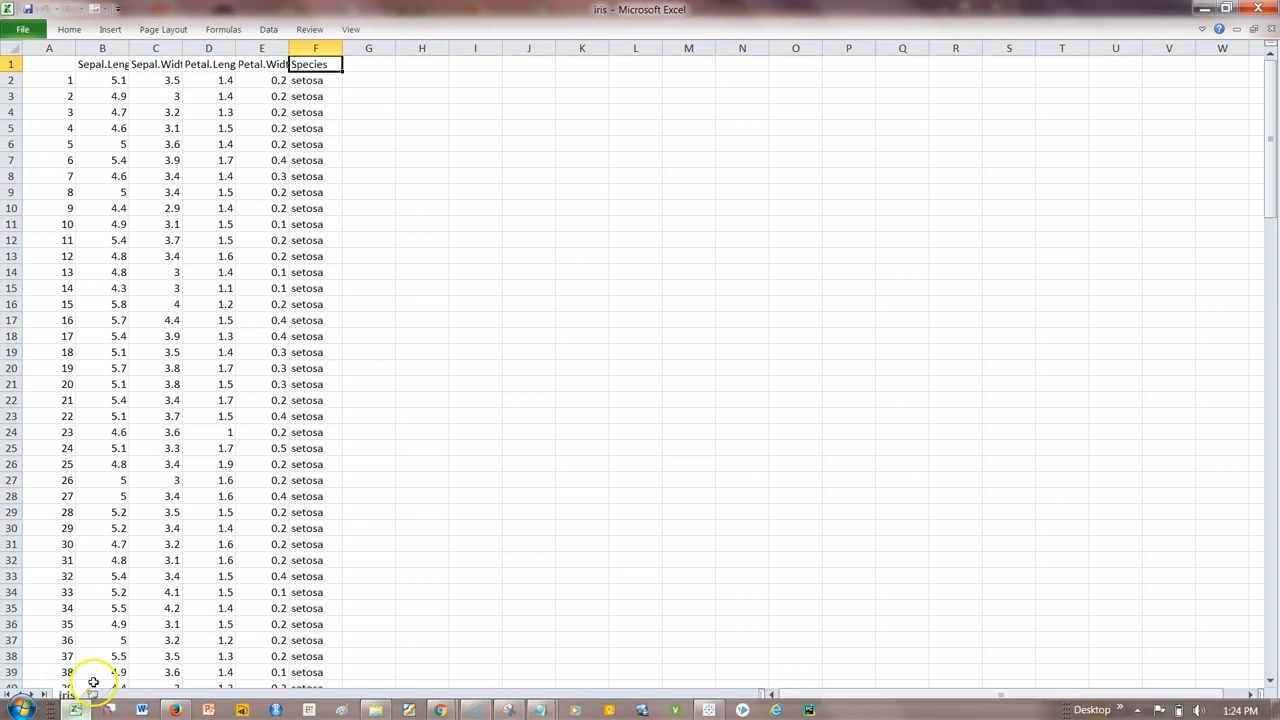 iris - Microsoft Excel
File Home Insert Page Layout Formulas Data Review View
A B C D E F G H I J K L M N O P Q R S T U V W
1 Sepal.Leng Sepal.Widt Petal.Leng Petal.Widt Species
2 1 5.1 3.5 1.4 0.2 setosa
3 2 4.9 3 1.4 0.2 setosa
4 3 4.7 3.2 1.3 0.2 setosa
5 4 4.6 3.1 1.5 0.2 setosa
6 5 5 3.6 1.4 0.2 setosa
7 6 5.4 3.9 1.7 0.4 setosa
8 7 4.6 3.4 1.4 0.3 setosa
9 8 5 3.4 1.5 0.2 setosa
10 9 4.4 2.9 1.4 0.2 setosa
11 10 4.9 3.1 1.5 0.1 setosa
12 11 5.4 3.7 1.5 0.2 setosa
13 12 4.8 3.4 1.6 0.2 setosa
14 13 4.8 3 1.4 0.1 setosa
15 14 4.3 3 1.1 0.1 setosa
16 15 5.8 4 1.2 0.2 setosa
17 16 5.7 4.4 1.5 0.4 setosa
18 17 5.4 3.9 1.3 0.4 setosa
19 18 5.1 3.5 1.4 0.3 setosa
20 19 5.7 3.8 1.7 0.3 setosa
21 20 5.1 3.8 1.5 0.3 setosa
22 21 5.4 3.4 1.7 0.2 setosa
23 22 5.1 3.7 1.5 0.4 setosa
24 23 4.6 3.6 1 0.2 setosa
25 24 5.1 3.3 1.7 0.5 setosa
26 25 4.8 3.4 1.9 0.2 setosa
27 26 5 3 1.6 0.2 setosa
28 27 5 3.4 1.6 0.4 setosa
29 28 5.2 3.5 1.5 0.2 setosa
30 29 5.2 3.4 1.4 0.2 setosa
31 30 4.7 3.2 1.6 0.2 setosa
32 31 4.8 3.1 1.6 0.2 setosa
33 32 5.4 3.4 1.5 0.4 setosa
34 33 5.2 4.1 1.5 0.1 setosa
35 34 5.5 4.2 1.4 0.2 setosa
36 35 4.9 3.1 1.5 0.2 setosa
37 36 5 3.2 1.2 0.2 setosa
38 37 5.5 3.5 1.3 0.2 setosa
39 38 4.9 3.6 1.4 0.1 setosa
iris
Desktop 1:24 PM